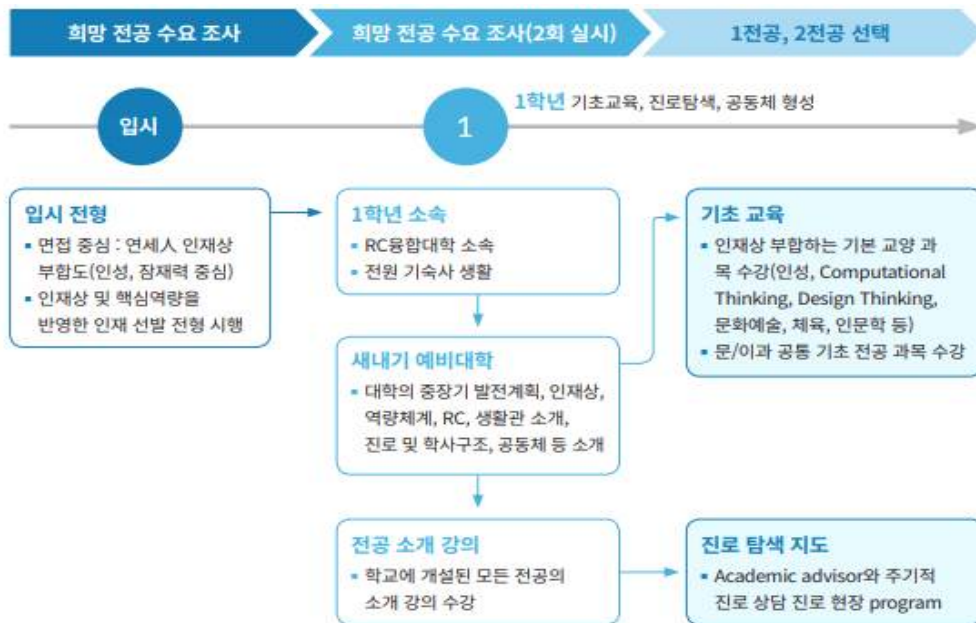 희망 전공 수요 조사
희망 전공 수요 조사(2회 실시)
1전공, 2전공 선택
입시
1
1학년 기초교육, 진로탐색, 공동체 형성
입시 전형
▪ 면접 중심 : 연세人 인재상
부합도(인성, 잠재력 중심)
▪ 인재상 및 핵심역량을
반영한 인재 선발 전형 시행
1학년 소속
▪ RC융합대학 소속
▪ 전원 기숙사 생활
새내기 예비대학
▪ 대학의 중장기 발전계획, 인재상,
역량체계, RC, 생활관 소개,
진로 및 학사구조, 공동체 등 소개
전공 소개 강의
▪ 학교에 개설된 모든 전공의
소개 강의 수강
기초 교육
▪ 인재상 부합하는 기본 교양 과
목 수강(인성, Computational
Thinking, Design Thinking,
문화예술, 체육, 인문학 등)
▪ 문/이과 공통 기초 전공 과목 수강
진로 탐색 지도
▪ Academic advisor와 주기적
진로 상담 진로 현장 program